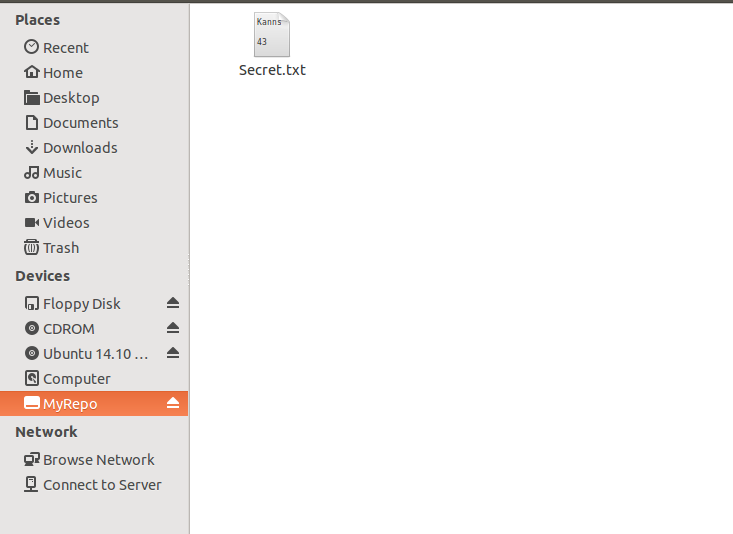 Places
Recent
Home
Desktop
Documents
Downloads
Music
Pictures
Videos
Trash
Devices
Floppy Disk
CDROM
Ubuntu 14.10 ...
Computer
MyRepo
Network
Browse Network
Connect to Server
Kanns
43
Secret.txt